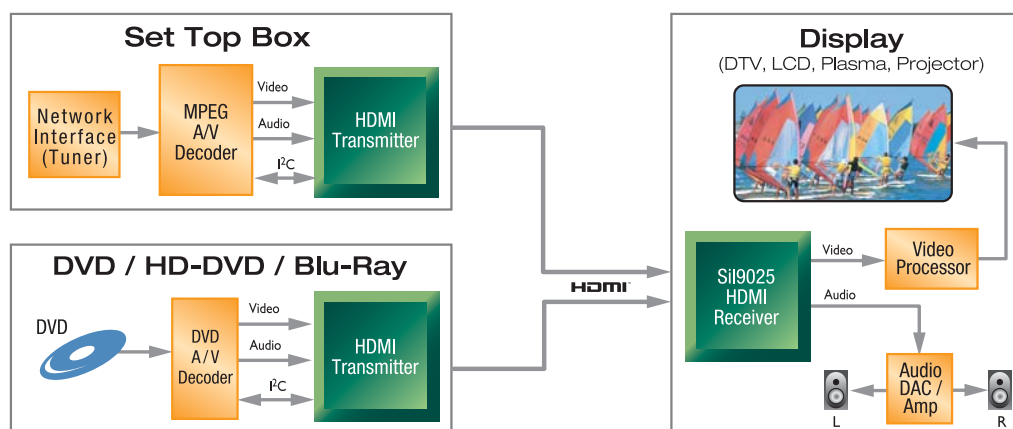 Set Top Box
Network
Interface
(Tuner)
MPEG
A/V
Decoder
Video
Audio
I²C
HDMI
Transmitter
DVD / HD-DVD / Blu-Ray
DVD
DVD
A / V
Decoder
Video
Audio
I²C
HDMI
Transmitter
HDMI
Display
(DTV, LCD, Plasma, Projector)
SiI9025
HDMI
Receiver
Video
Audio
Video
Processor
Audio
DAC /
Amp
L
R